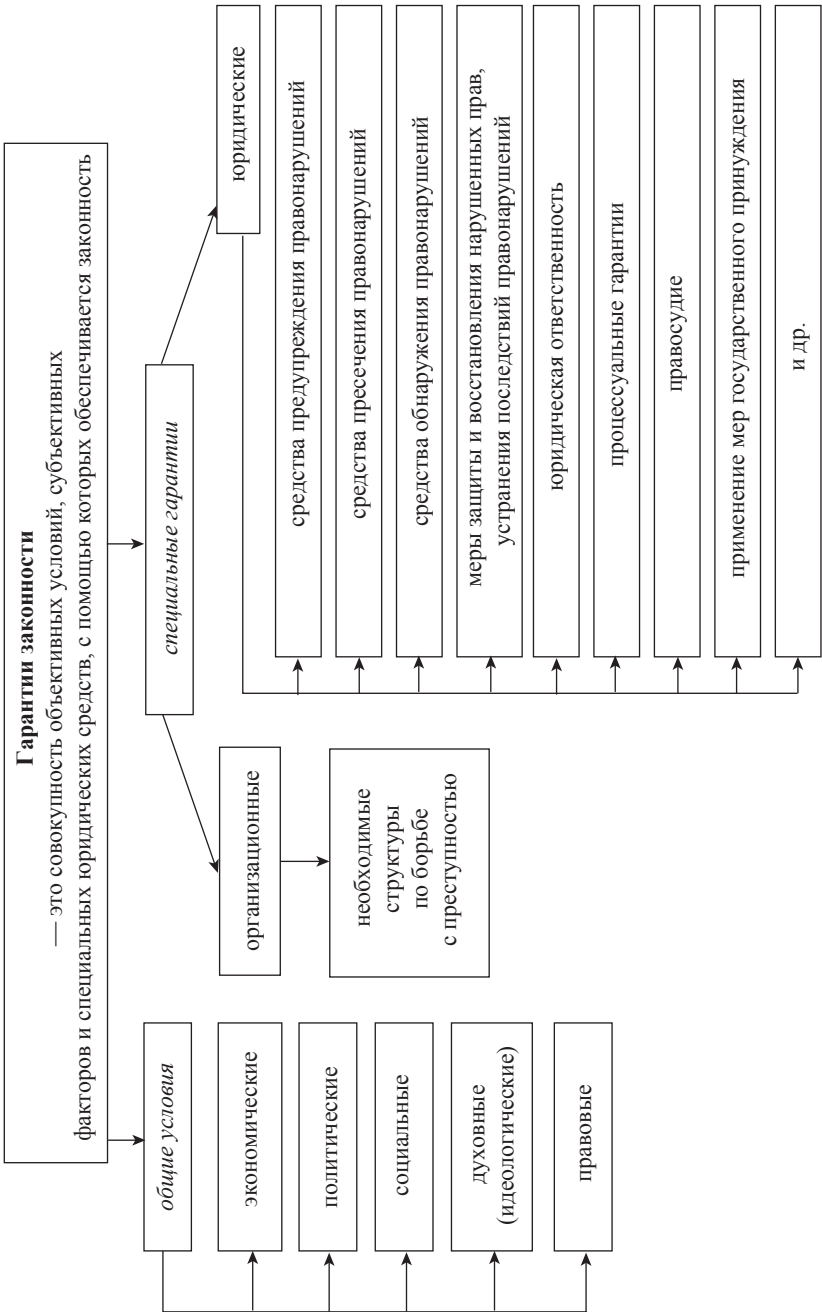 Гарантии законности
— это совокупность объективных условий, субъективных
факторов и специальных юридических средств, с помощью которых обеспечивается законность
общие условия
экономические
политические
социальные
духовные
(идеологические)
правовые
специальные гарантии
организационные
необходимые
структуры
по борьбе
с преступностью
юридические
средства предупреждения правонарушений
средства пресечения правонарушений
средства обнаружения правонарушений
меры защиты и восстановления нарушенных прав,
устранения последствий правонарушений
юридическая ответственность
процессуальные гарантии
правосудие
применение мер государственного принуждения
и др.